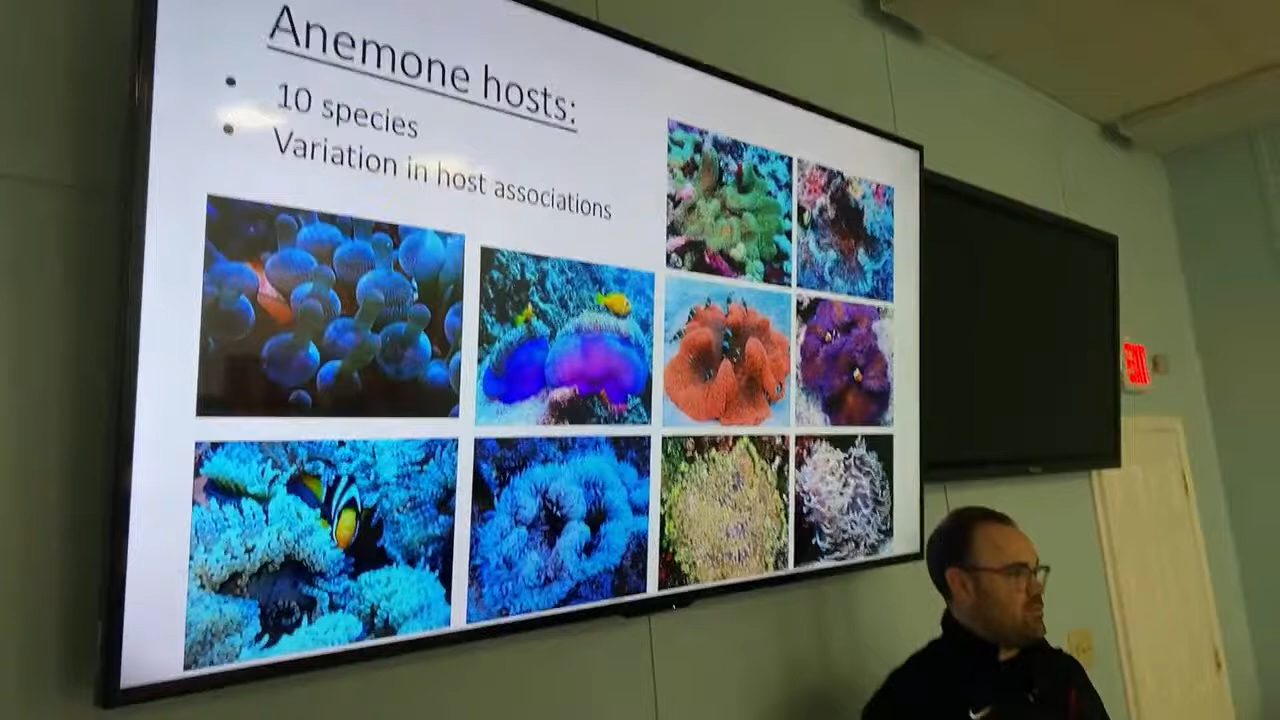 Anemone hosts:
• 10 species
• Variation in host associations
EXIT